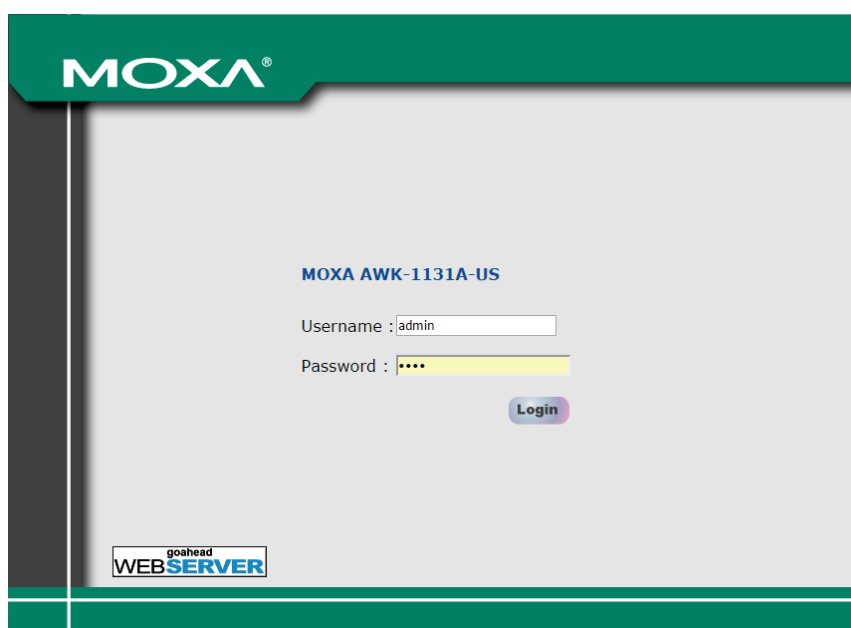 MOXA®
MOXA AWK-1131A-US
Username : admin
Password : ••••
Login
goahead
WEBSERVER